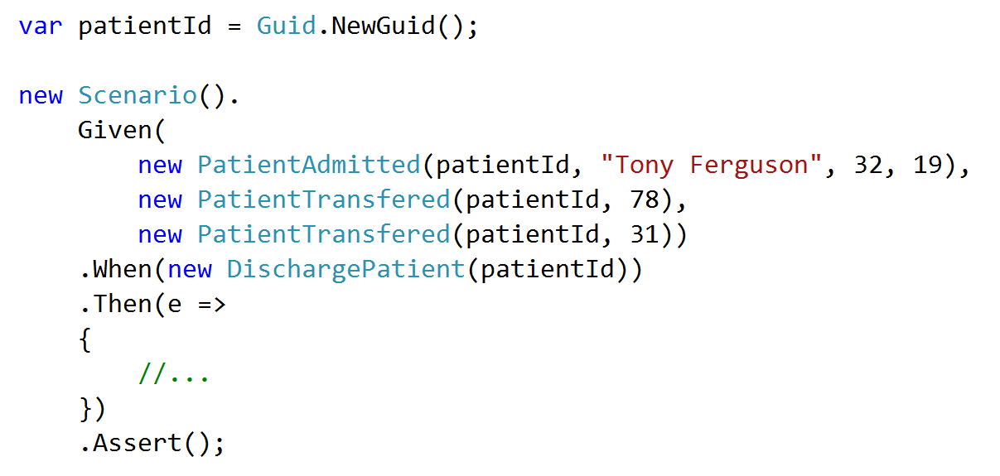 var patientId = Guid.NewGuid();
new Scenario().
Given(
new PatientAdmitted(patientId, "Tony Ferguson", 32, 19),
new PatientTransfered(patientId, 78),
new PatientTransfered(patientId, 31))
.When(new DischargePatient(patientId))
.Then(e =>
{
//...
})
.Assert();